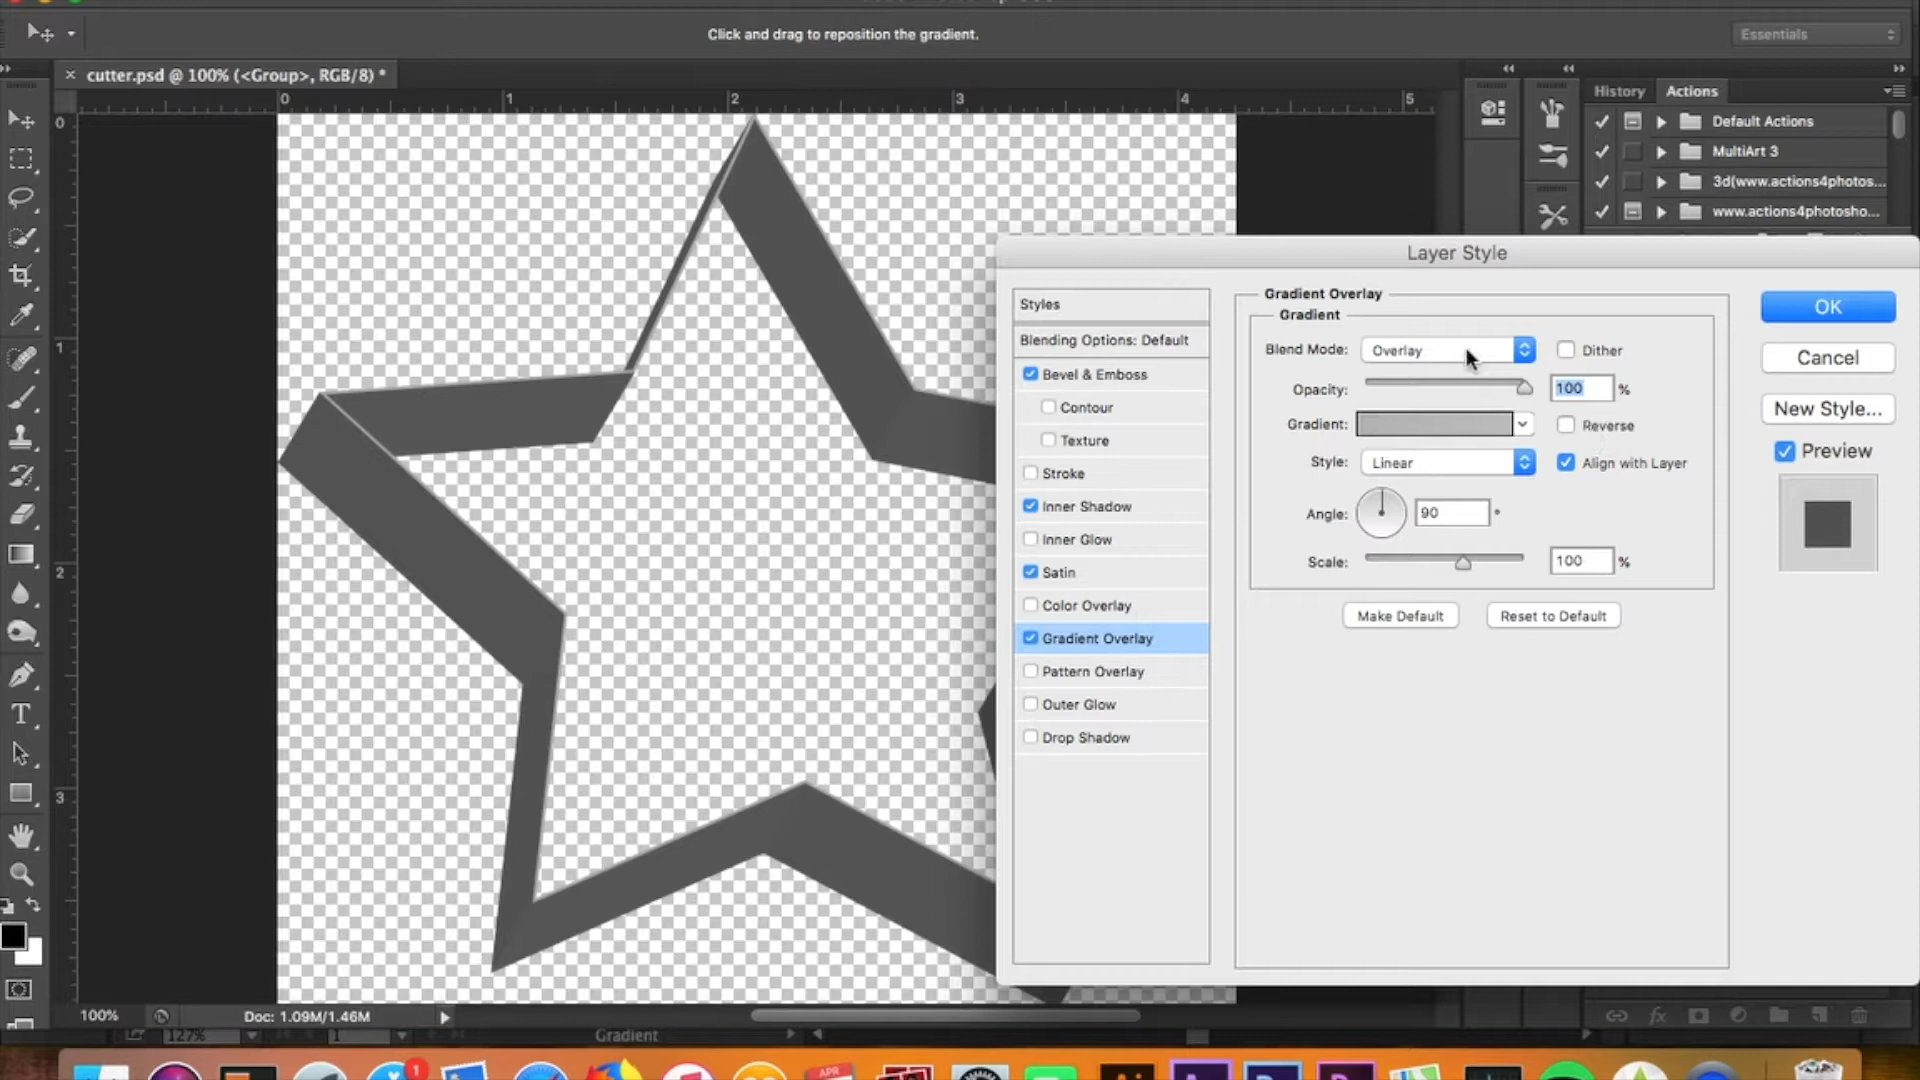 Click and drag to reposition the gradient.
Essentials
cutter.psd @ 100% (<Group>, RGB/8) *
0 1 2 3 4 5
0
1
2
3
History Actions
Default Actions
MultiArt 3
3d(www.actions4photos...
www.actions4photosho...
Layer Style
Styles
Blending Options: Default
Bevel & Emboss
Contour
Texture
Stroke
Inner Shadow
Inner Glow
Satin
Color Overlay
Gradient Overlay
Pattern Overlay
Outer Glow
Drop Shadow
Gradient Overlay
Gradient
Blend Mode: Overlay Dither
Opacity: 100 %
Gradient: Reverse
Style: Linear Align with Layer
Angle: 90 °
Scale: 100 %
Make Default Reset to Default
OK
Cancel
New Style...
Preview
100% Doc: 1.09M/1.46M
127% 1 Gradient
fx
1
APR